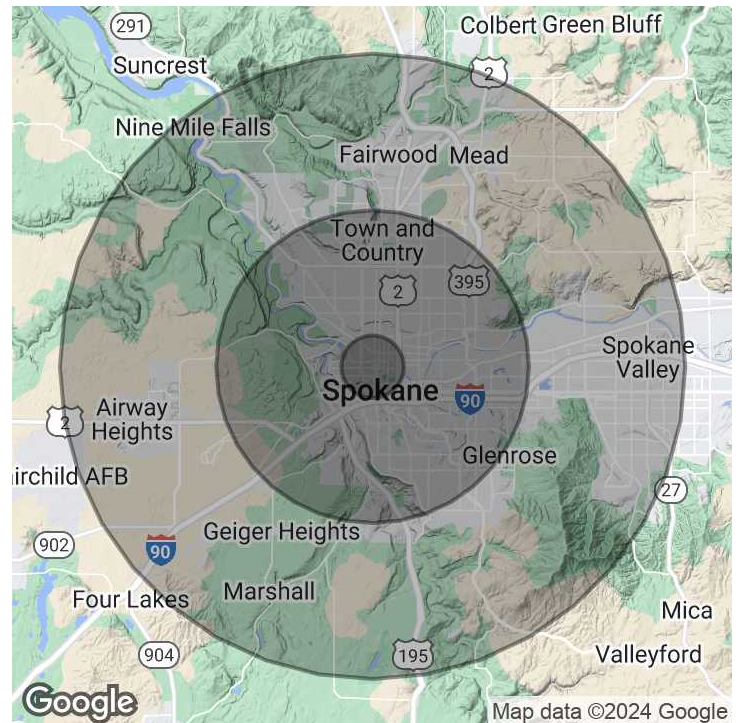 291
Colbert Green Bluff
Suncrest
2
Nine Mile Falls
Fairwood Mead
Town and
Country
2
395
Spokane
Valley
Spokane
90
Airway
Heights
2
Glenrose
airchild AFB
27
902
90
Geiger Heights
Marshall
Four Lakes
Mica
904
195
Valleyford
Google
Map data ©2024 Google